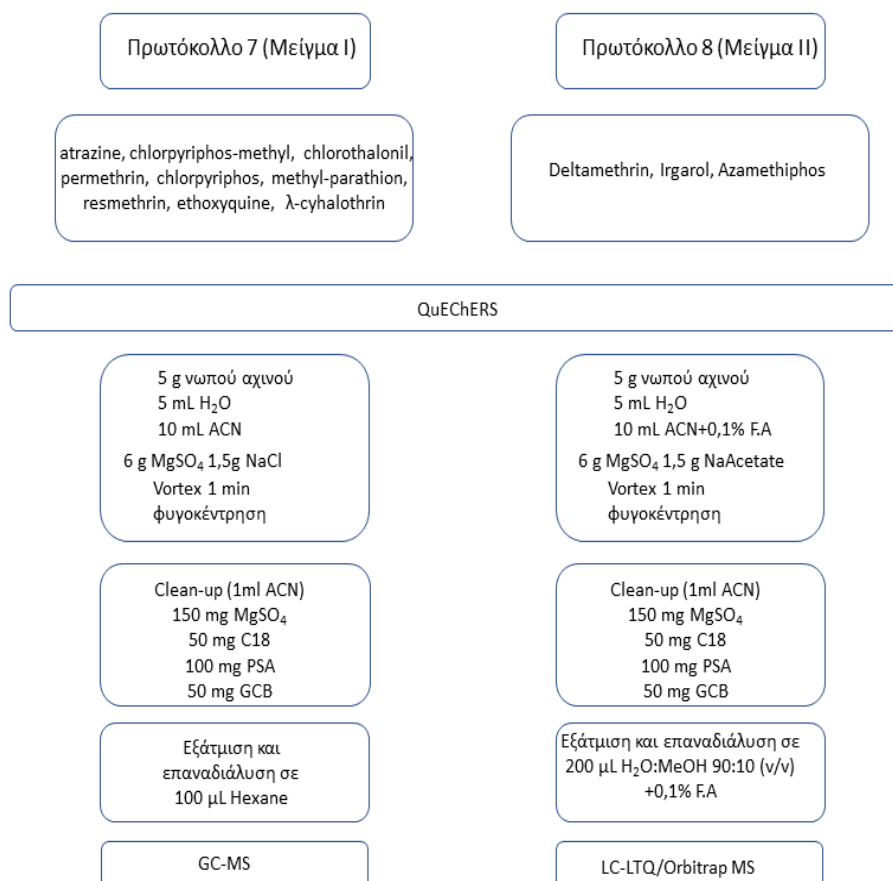 Πρωτόκολλο 7 (Μείγμα Ι)
atrazine, chlorpyriphos-methyl, chlorothalonil,
permethrin, chlorpyriphos, methyl-parathion,
resmethrin, ethoxyquine, λ-cyhalothrin
Πρωτόκολλο 8 (Μείγμα ΙΙ)
Deltamethrin, Irgarol, Azamethiphos
QuEChERS
5 g νωπού αχινού
5 mL H₂O
10 mL ACN
6 g MgSO₄ 1,5g NaCl
Vortex 1 min
φυγοκέντρηση
Clean-up (1ml ACN)
150 mg MgSO₄
50 mg C18
100 mg PSA
50 mg GCB
Εξάτμιση και
επαναδιάλυση σε
100 μL Hexane
GC-MS
5 g νωπού αχινού
5 mL H₂O
10 mL ACN+0,1% F.A
6 g MgSO₄ 1,5 g NaAcetate
Vortex 1 min
φυγοκέντρηση
Clean-up (1ml ACN)
150 mg MgSO₄
50 mg C18
100 mg PSA
50 mg GCB
Εξάτμιση και επαναδιάλυση σε
200 μL H₂O:MeOH 90:10 (v/v)
+0,1% F.A
LC-LTQ/Orbitrap MS